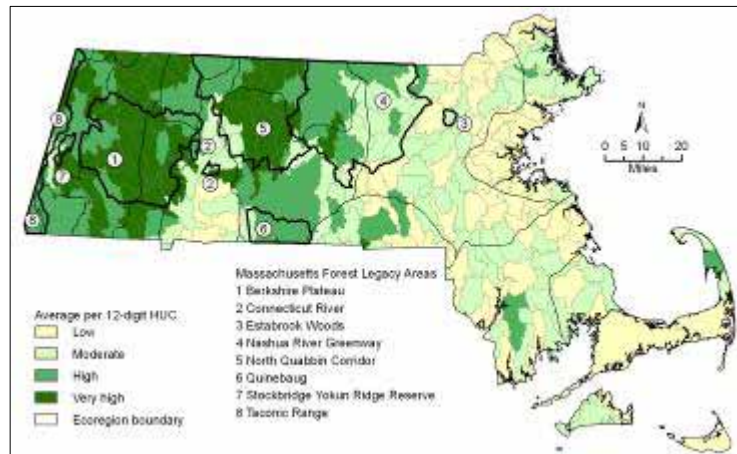 N
0 5 10 20
Miles
8
1
7
8
2
2
5
6
4
3
Average per 12-digit HUC
Low
Moderate
High
Very high
Ecoregion boundary
Massachusetts Forest Legacy Areas
1 Berkshire Plateau
2 Connecticut River
3 Estabrook Woods
4 Nashua River Greenway
5 North Quabbin Corridor
6 Quinebaug
7 Stockbridge Yokun Ridge Reserve
8 Taconic Range